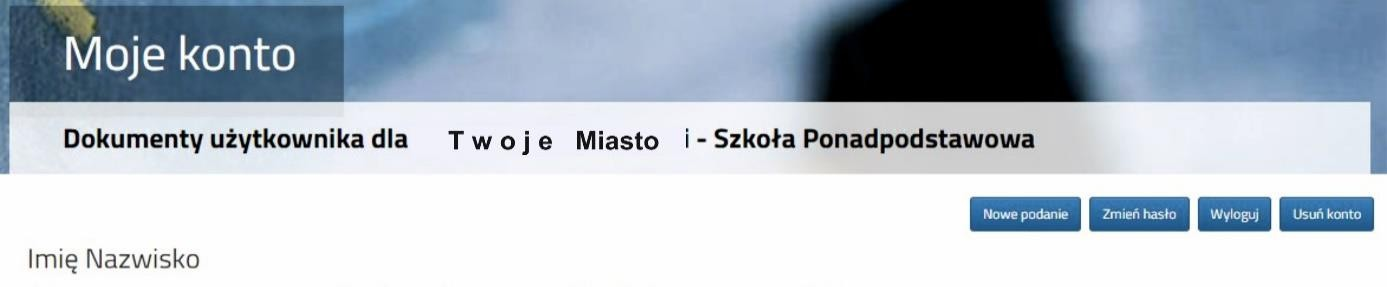 Moje konto
Dokumenty użytkownika dla T w o j e Miasto i - Szkoła Ponadpodstawowa
Nowe podanie Zmień hasło Wyloguj Usuń konto
Imię Nazwisko